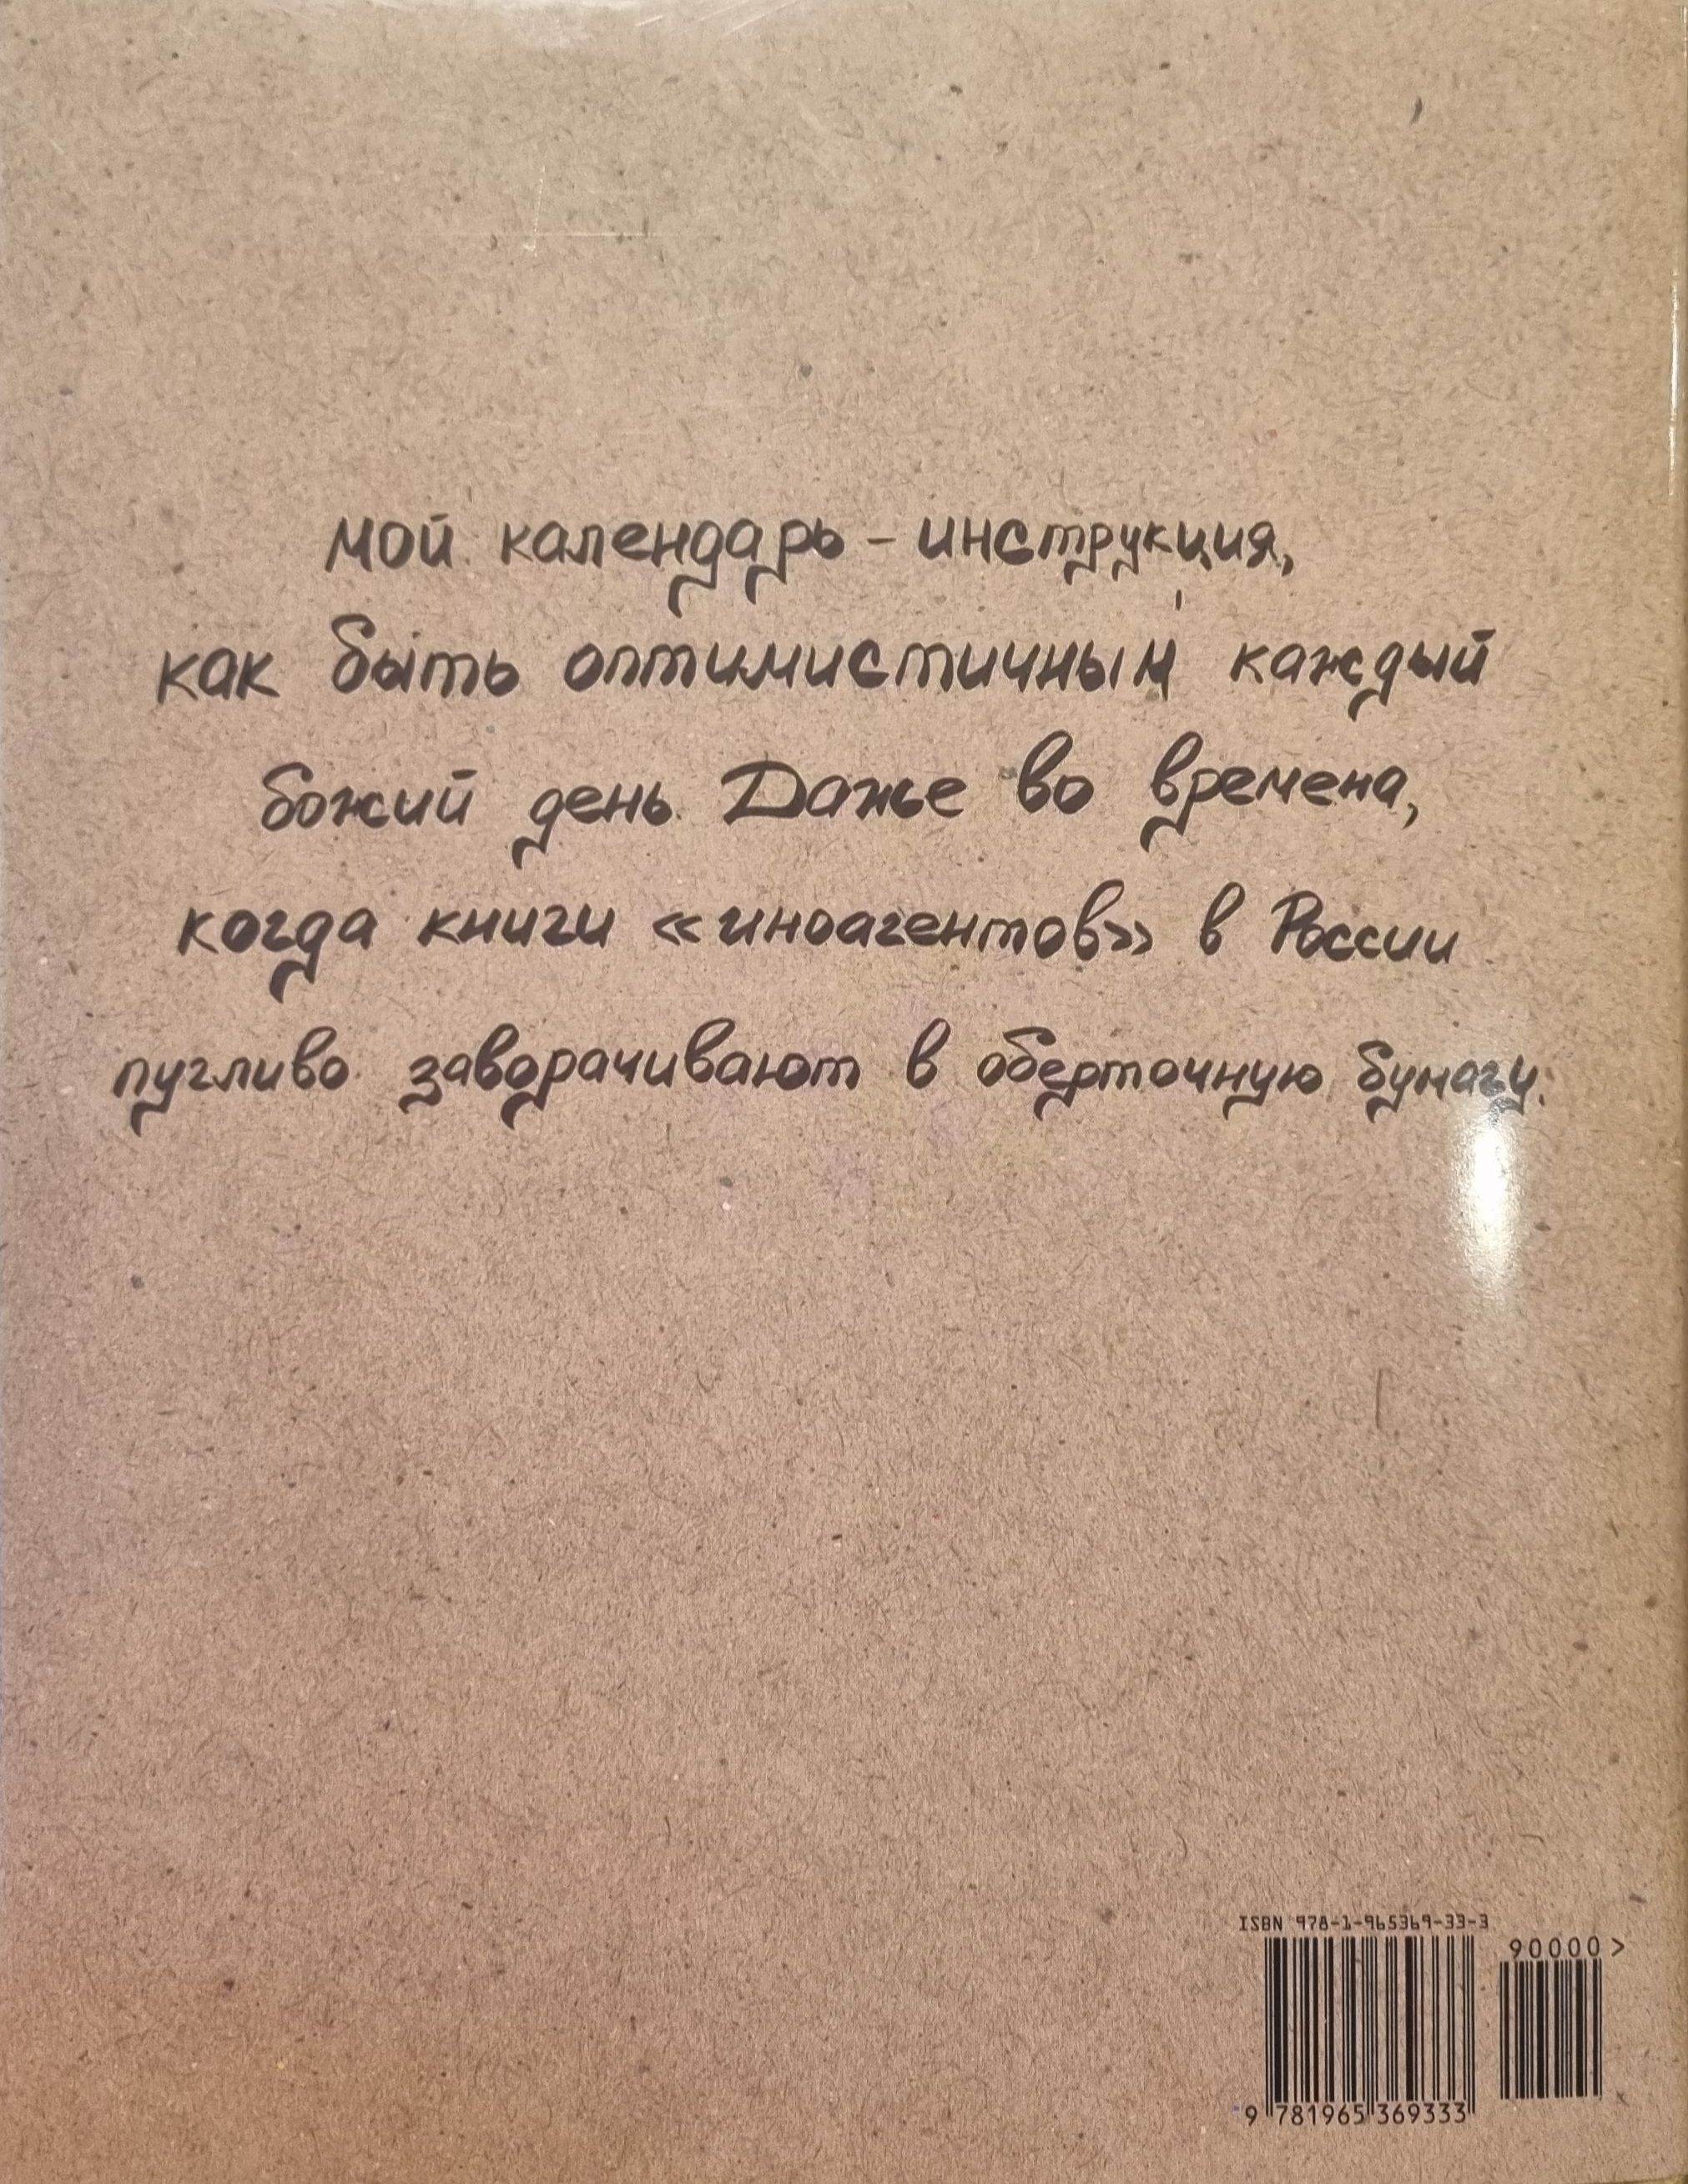 Мой календарь – инструкция,
как быть оптимистичным каждый
божий день. Даже во времена,
когда книги «иноагентов» в России
пугливо заворачивают в оберточную бумагу.
ISBN 978-1-965369-33-3
90000>
9 781965 369333